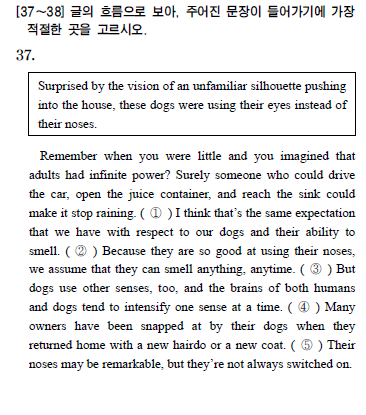 [37～38] 글의 흐름으로 보아, 주어진 문장이 들어가기에 가장
적절한 곳을 고르시오.
37.
Surprised by the vision of an unfamiliar silhouette pushing
into the house, these dogs were using their eyes instead of
their noses.
Remember when you were little and you imagined that
adults had infinite power? Surely someone who could drive
the car, open the juice container, and reach the sink could
make it stop raining. ( ① ) I think that's the same expectation
that we have with respect to our dogs and their ability to
smell. ( ② ) Because they are so good at using their noses,
we assume that they can smell anything, anytime. ( ③ ) But
dogs use other senses, too, and the brains of both humans
and dogs tend to intensify one sense at a time. ( ④ ) Many
owners have been snapped at by their dogs when they
returned home with a new hairdo or a new coat. ( ⑤ ) Their
noses may be remarkable, but they're not always switched on.